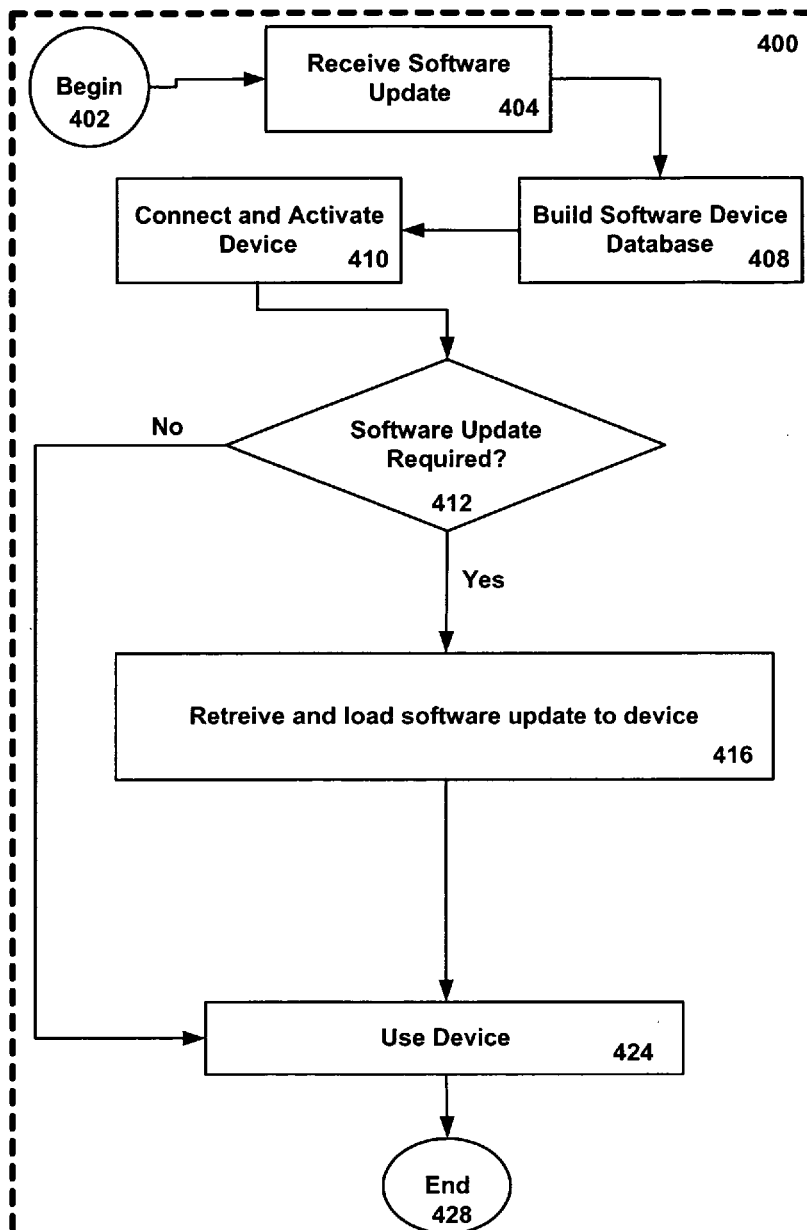 400
Begin
402
Receive Software
Update
404
Connect and Activate
Device
410
Build Software Device
Database
408
No
Software Update
Required?
412
Yes
Retreive and load software update to device
416
Use Device
424
End
428